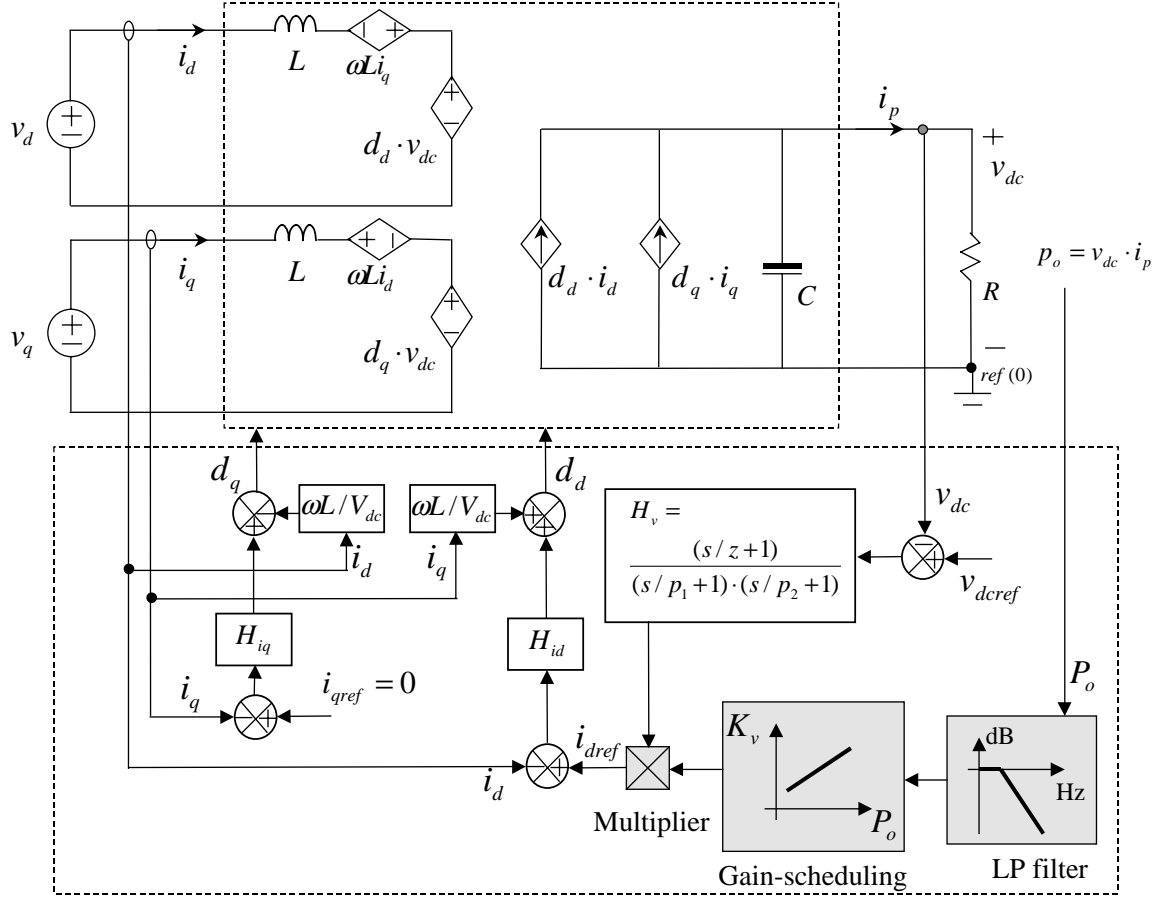 i_d
L
ωLi_q
− +
v_d
+
−
+
−
d_d · v_dc
i_p
+
v_dc
i_q
L
ωLi_d
+ −
v_q
+
−
+
−
d_q · v_dc
d_d · i_d
d_q · i_q
C
R
p_o = v_dc · i_p
−
ref (0)
d_q
ωL / V_dc
ωL / V_dc
d_d
+
+ +
i_d
i_q
H_v =
(s / z + 1)
(s / p_1 + 1) · (s / p_2 + 1)
v_dc
− +
v_dcref
H_iq
H_id
i_q
−
+
i_qref = 0
P_o
i_d
−
+
i_dref
Multiplier
K_v
P_o
Gain-scheduling
dB
Hz
LP filter